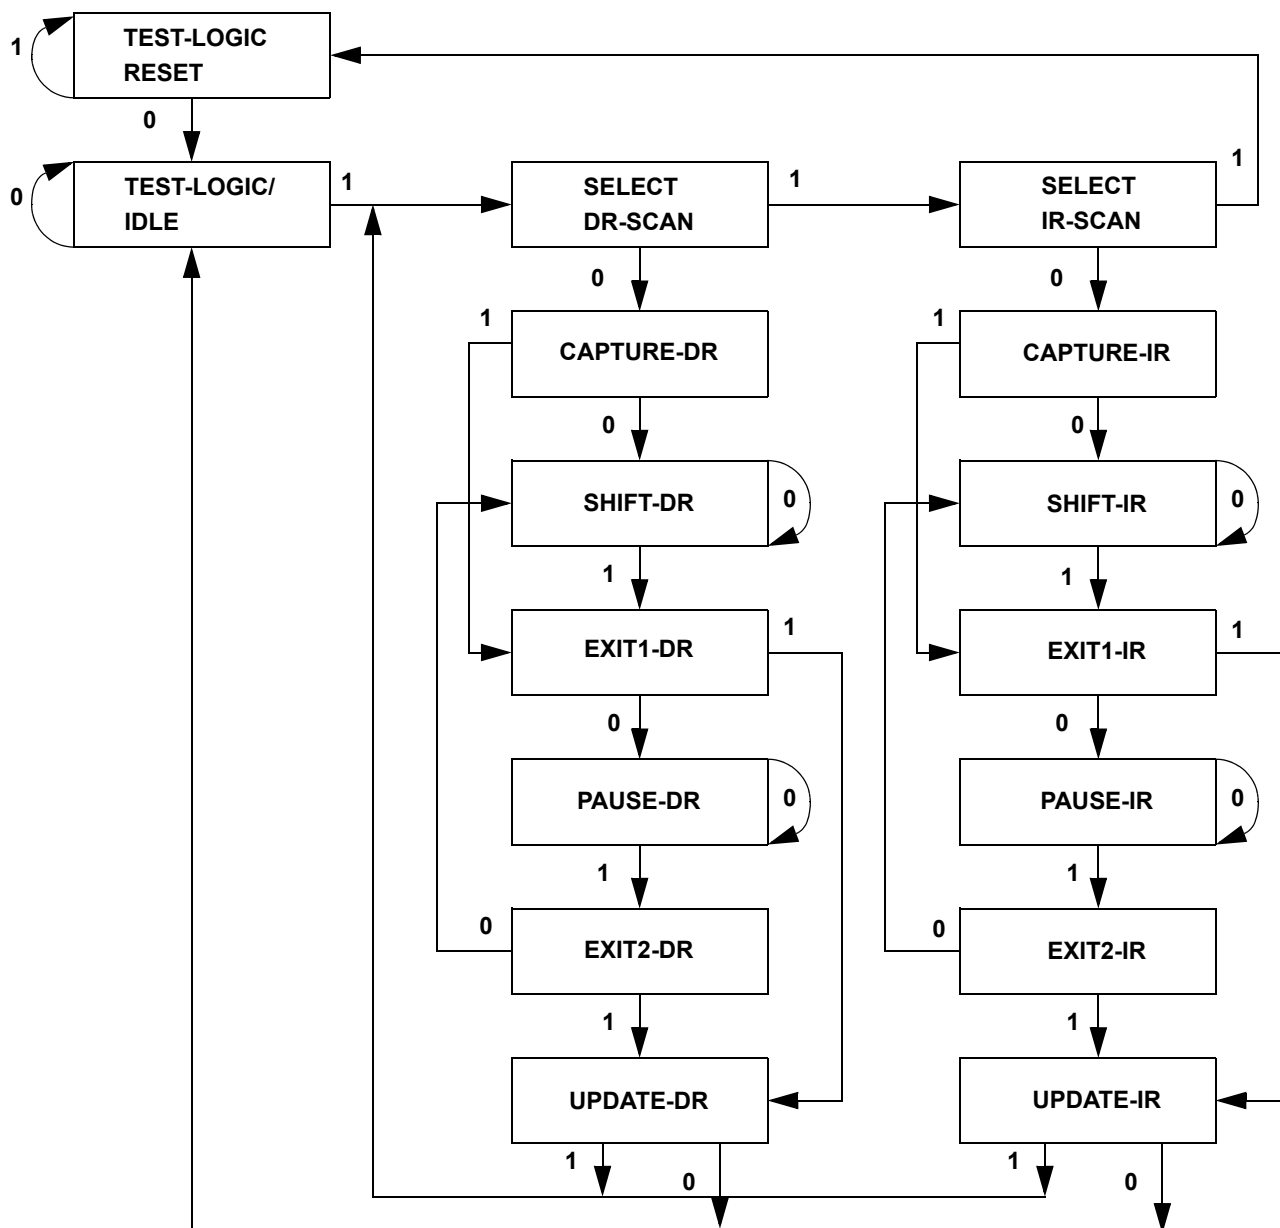 TEST-LOGIC
RESET
1
0
TEST-LOGIC/
IDLE
0
1
SELECT
DR-SCAN
1
SELECT
IR-SCAN
1
0
0
1
CAPTURE-DR
1
CAPTURE-IR
0
0
SHIFT-DR
0
SHIFT-IR
0
1
1
EXIT1-DR
1
EXIT1-IR
1
0
0
PAUSE-DR
0
PAUSE-IR
0
1
1
0
EXIT2-DR
0
EXIT2-IR
1
1
UPDATE-DR
UPDATE-IR
1
0
1
0